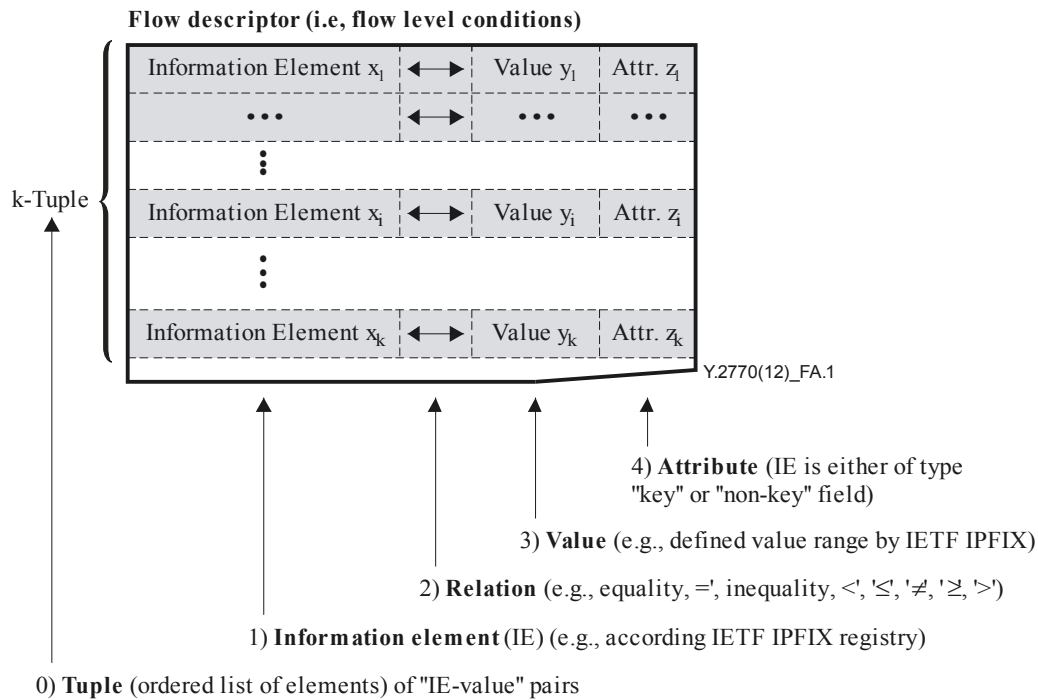 Flow descriptor (i.e, flow level conditions)
Information Element x₁ Value y₁ Attr. z₁
••• ••• •••
k-Tuple
Information Element xᵢ Value yᵢ Attr. zᵢ
Information Element xₖ Value yₖ Attr. zₖ
Y.2770(12)_FA.1
4) Attribute (IE is either of type
"key" or "non-key" field)
3) Value (e.g., defined value range by IETF IPFIX)
2) Relation (e.g., equality, =', inequality, <', '≤', '≠', '≥', '>')
1) Information element (IE) (e.g., according IETF IPFIX registry)
0) Tuple (ordered list of elements) of "IE-value" pairs